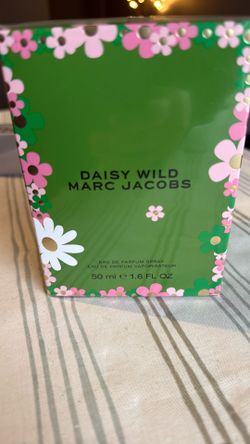 DAISY WILD
MARC JACOBS
EAU DE PARFUM SPRAY
EAU DE PARFUM VAPORISATEUR
50 ml ℮ 1.6 FL OZ